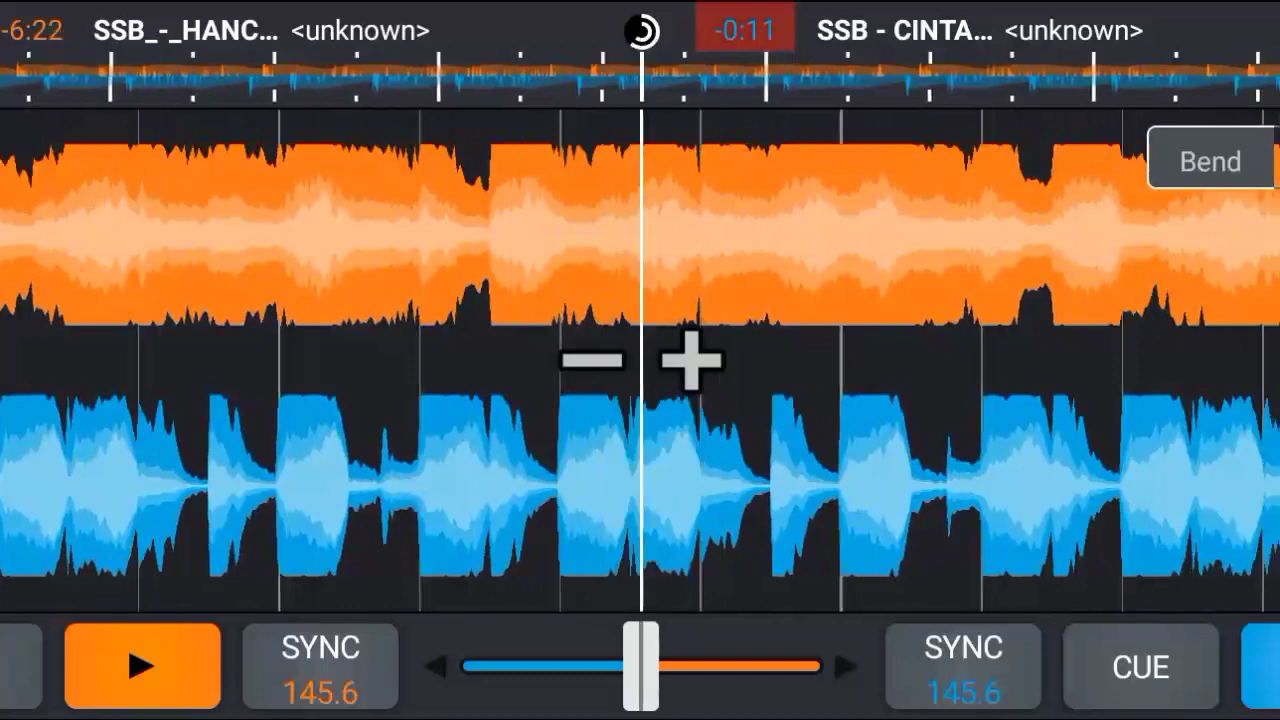 -6:22 SSB_-_HANC... <unknown> -0:11 SSB - CINTA... <unknown>
Bend
SYNC
145.6
SYNC
145.6
CUE